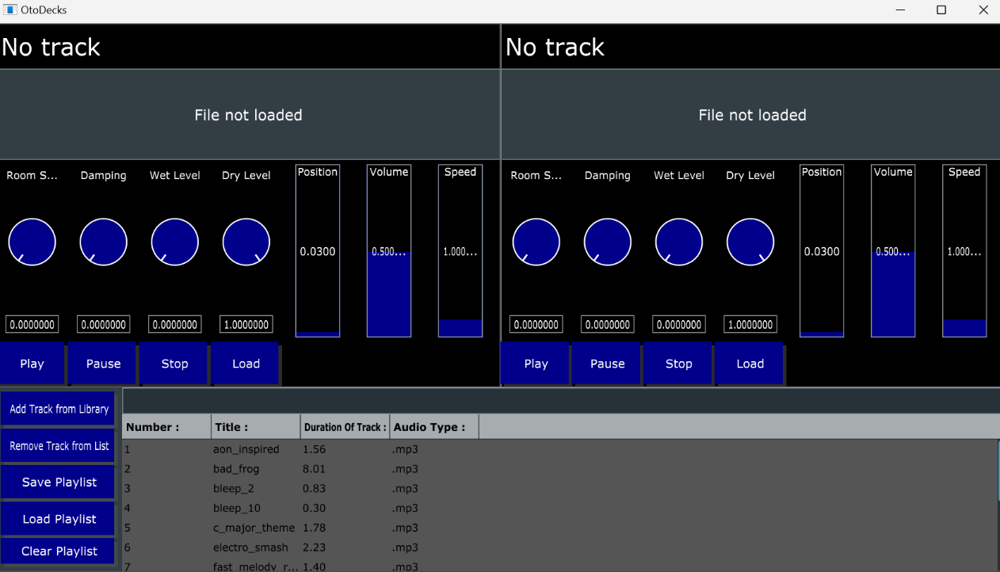 OtoDecks
No track No track
File not loaded File not loaded
Room S... Damping Wet Level Dry Level Position Volume Speed Room S... Damping Wet Level Dry Level Position Volume Speed
0.0300 0.500... 1.000... 0.0300 0.500... 1.000...
0.0000000 0.0000000 0.0000000 1.0000000 0.0000000 0.0000000 0.0000000 1.0000000
Play Pause Stop Load Play Pause Stop Load
Add Track from Library
Remove Track from List
Save Playlist
Load Playlist
Clear Playlist
Number : Title : Duration Of Track : Audio Type :
1 aon_inspired 1.56 .mp3
2 bad_frog 8.01 .mp3
3 bleep_2 0.83 .mp3
4 bleep_10 0.30 .mp3
5 c_major_theme 1.78 .mp3
6 electro_smash 2.23 .mp3
7 fast_melody_r... 1.40 .mp3